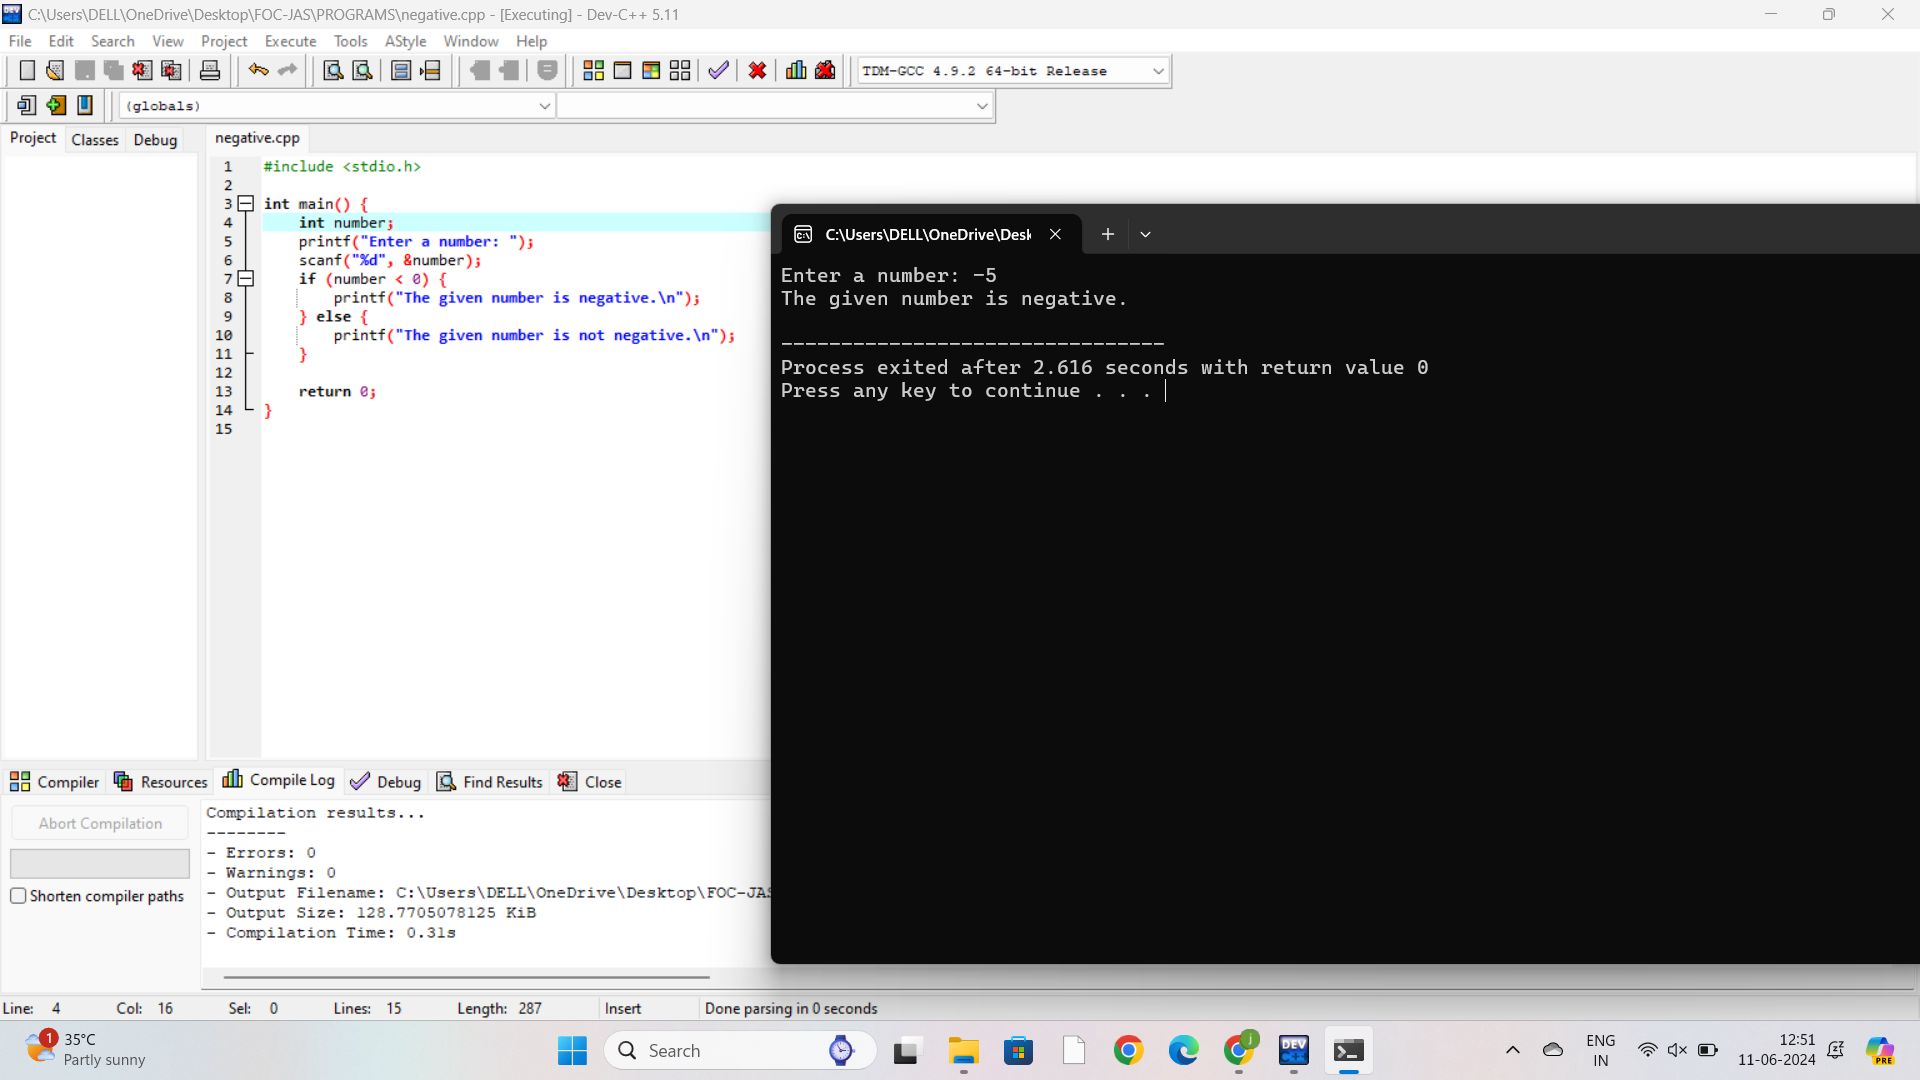 C:\Users\DELL\OneDrive\Desktop\FOC-JAS\PROGRAMS\negative.cpp - [Executing] - Dev-C++ 5.11
File Edit Search View Project Execute Tools AStyle Window Help
TDM-GCC 4.9.2 64-bit Release
(globals)
Project Classes Debug negative.cpp
1 #include <stdio.h>
2
3 int main() {
4 int number;
5 printf("Enter a number: ");
6 scanf("%d", &number);
7 if (number < 0) {
8 printf("The given number is negative.\n");
9 } else {
10 printf("The given number is not negative.\n");
11 }
12
13 return 0;
14 }
15
C:\Users\DELL\OneDrive\Desk
Enter a number: -5
The given number is negative.
--------------------------------
Process exited after 2.616 seconds with return value 0
Press any key to continue . . .
Compiler Resources Compile Log Debug Find Results Close
Abort Compilation
Shorten compiler paths
Compilation results...
--------
- Errors: 0
- Warnings: 0
- Output Filename: C:\Users\DELL\OneDrive\Desktop\FOC-JAS
- Output Size: 128.7705078125 KiB
- Compilation Time: 0.31s
Line: 4 Col: 16 Sel: 0 Lines: 15 Length: 287 Insert Done parsing in 0 seconds
1
35°C
Partly sunny
Search
j
DEV
C++
ENG
IN
12:51
11-06-2024
PRE